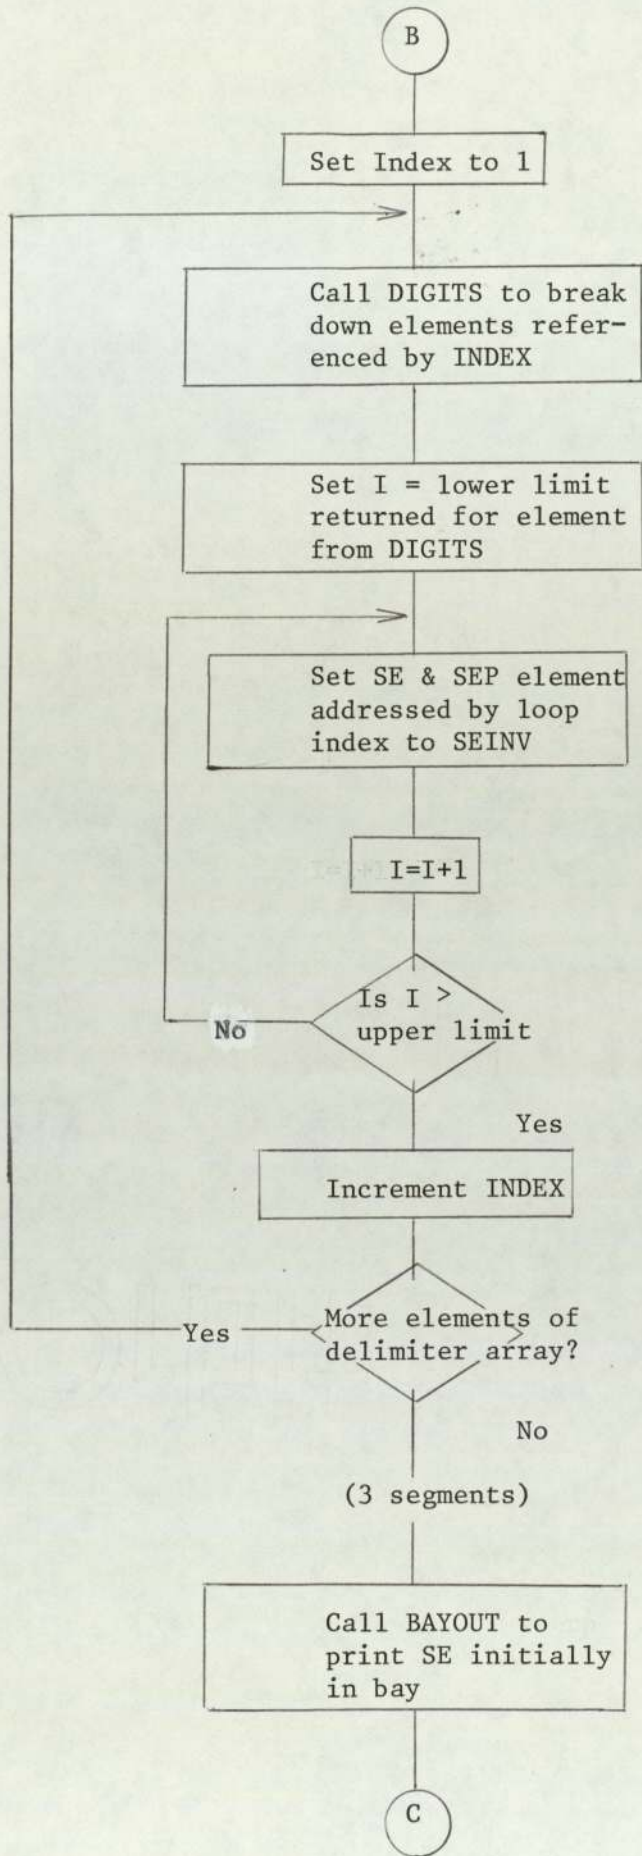 B
Set Index to 1
Call DIGITS to break
down elements refer-
enced by INDEX
Set I = lower limit
returned for element
from DIGITS
Set SE & SEP element
addressed by loop
index to SEINV
I=I+1
Is I >
upper limit
No
Yes
Increment INDEX
More elements of
delimiter array?
Yes
No
(3 segments)
Call BAYOUT to
print SE initially
in bay
C